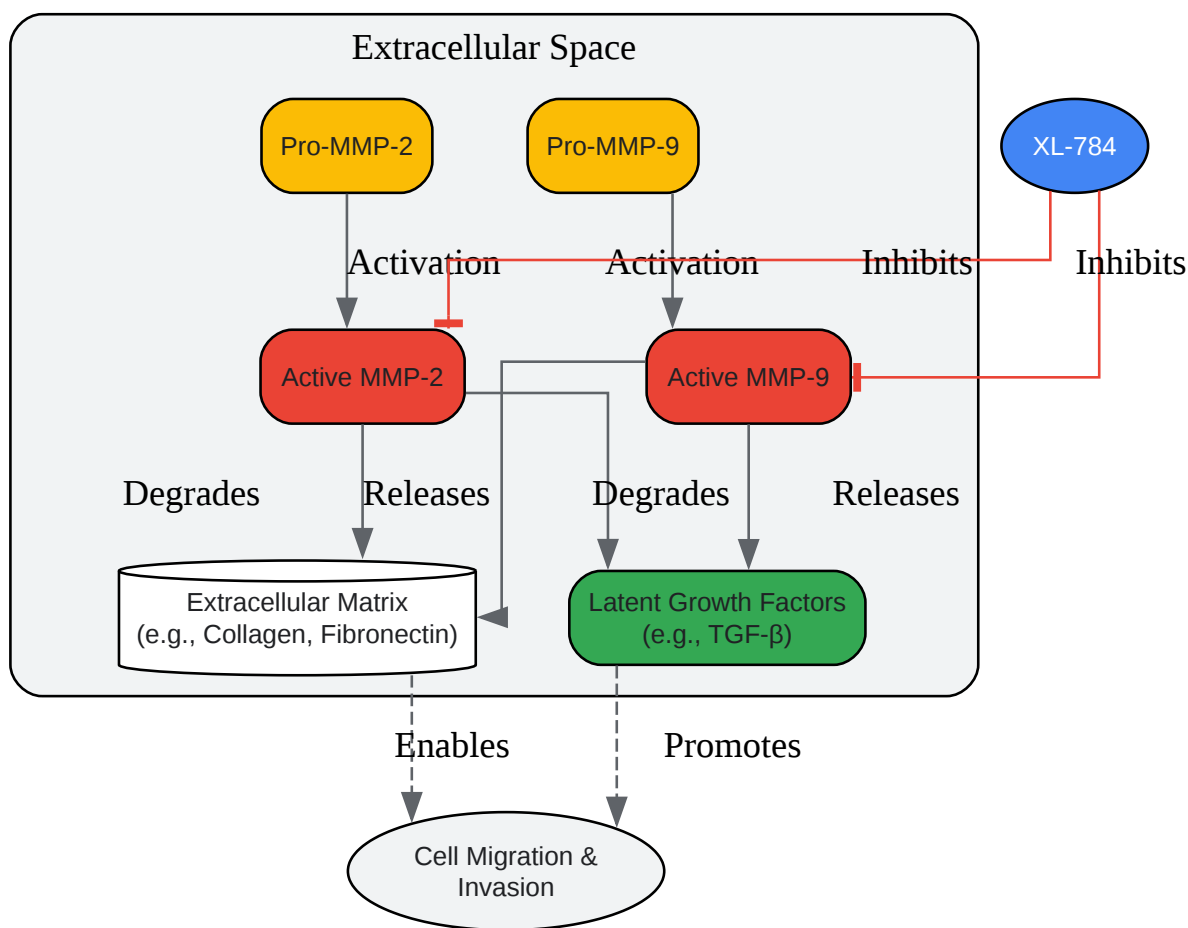 Extracellular Space
Pro-MMP-2
Pro-MMP-9
XL-784
Activation
Activation
Inhibits
Inhibits
Active MMP-2
Active MMP-9
Degrades
Releases
Degrades
Releases
Extracellular Matrix
(e.g., Collagen, Fibronectin)
Latent Growth Factors
(e.g., TGF-β)
Enables
Promotes
Cell Migration &
Invasion